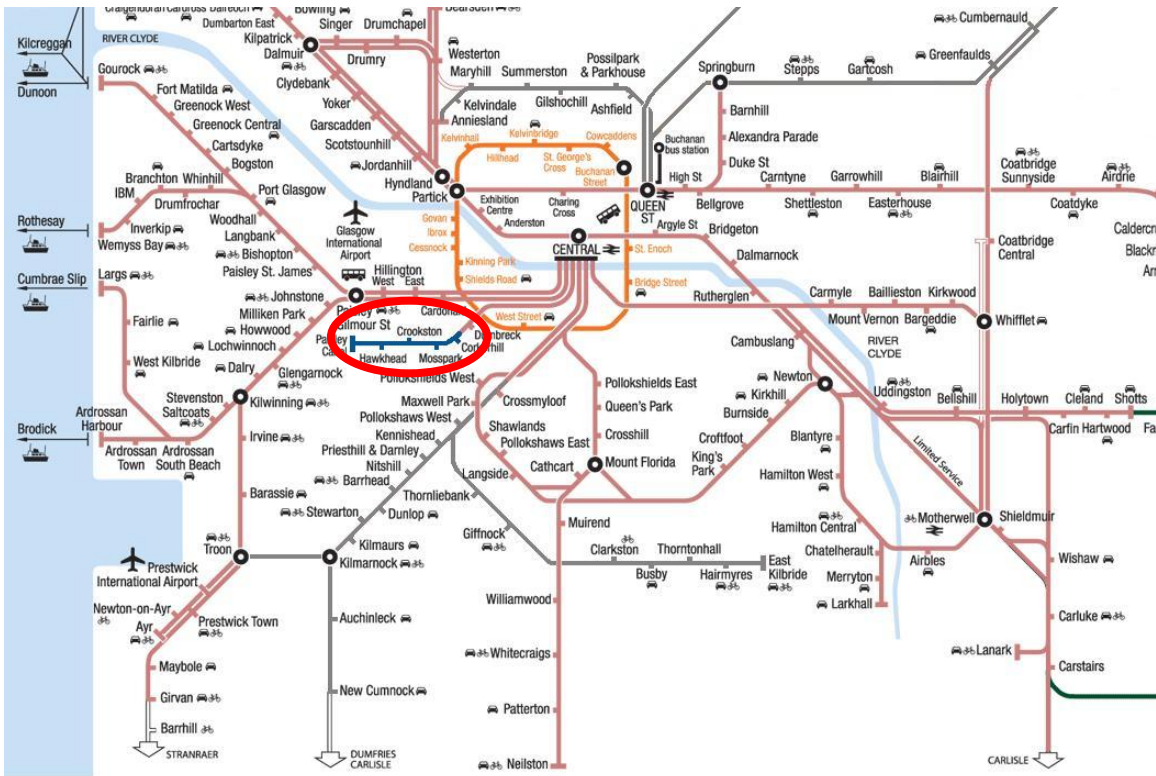 Craigendoran
Cardross
Dalreoch
Dumbarton East
Bowling
Kilpatrick
Singer
Drumchapel
Bearsden
Dalmuir
Drumry
Westerton
Clydebank
Yoker
Garscadden
Scotstounhill
Jordanhill
Hyndland
Partick
Maryhill
Summerston
Possilpark
& Parkhouse
Kelvindale
Gilshochill
Ashfield
Anniesland
Springburn
Stepps
Gartcosh
Greenfaulds
Cumbernauld
Barnhill
Alexandra Parade
Duke St
Buchanan
bus station
Kelvinhall
Hillhead
Kelvinbridge
St. George's
Cross
Cowcaddens
Buchanan
Street
QUEEN
ST
High St
Bellgrove
Carntyne
Shettleston
Garrowhill
Easterhouse
Blairhill
Coatbridge
Sunnyside
Coatdyke
Airdrie
Caldercr
Blackr
Ar
Exhibition
Centre
Charing
Cross
Anderston
CENTRAL
Argyle St
Bridgeton
Dalmarnock
Rutherglen
Govan
Ibrox
Cessnock
Kinning Park
Shields Road
West Street
Bridge Street
St. Enoch
Coatbridge
Central
Carmyle
Mount Vernon
Baillieston
Bargeddie
Kirkwood
Whifflet
RIVER
CLYDE
RIVER CLYDE
Kilcreggan
Dunoon
Gourock
Fort Matilda
Greenock West
Greenock Central
Cartsdyke
Bogston
Port Glasgow
Whinhill
Branchton
Drumfrochar
IBM
Inverkip
Wemyss Bay
Rothesay
Woodhall
Langbank
Bishopton
Paisley St. James
Glasgow
International
Airport
Paisley
Gilmour St
Hillington
West
East
Cardonald
Cumbrae Slip
Largs
Fairlie
West Kilbride
Johnstone
Milliken Park
Howwood
Lochwinnoch
Glengarnock
Dalry
Kilwinning
Stevenston
Saltcoats
Ardrossan
Harbour
Ardrossan
Town
Ardrossan
South Beach
Brodick
Paisley
Canal
Hawkhead
Crookston
Mosspark
Corkerhill
Dumbreck
Irvine
Barassie
Troon
Prestwick
International Airport
Prestwick Town
Newton-on-Ayr
Ayr
Maybole
Girvan
Barrhill
STRANRAER
Pollokshields West
Maxwell Park
Pollokshaws West
Kennishead
Priesthill & Darnley
Nitshill
Barrhead
Dunlop
Stewarton
Kilmaurs
Kilmarnock
Auchinleck
New Cumnock
DUMFRIES
CARLISLE
Crossmyloof
Shawlands
Pollokshaws East
Langside
Cathcart
Thornliebank
Giffnock
Clarkston
Busby
Thorntonhall
Hairmyres
East
Kilbride
Pollokshields East
Queen's Park
Crosshill
Mount Florida
King's
Park
Croftfoot
Burnside
Kirkhill
Newton
Muirend
Williamwood
Whitecraigs
Patterton
Neilston
Cambuslang
Uddingston
Bellshill
Holytown
Carfin
Cleland
Hartwood
Shotts
Fa
Blantyre
Hamilton West
Hamilton Central
Chatelherault
Merryton
Larkhall
Airbles
Motherwell
Limited Service
Shieldmuir
Wishaw
Carluke
Lanark
Carstairs
CARLISLE